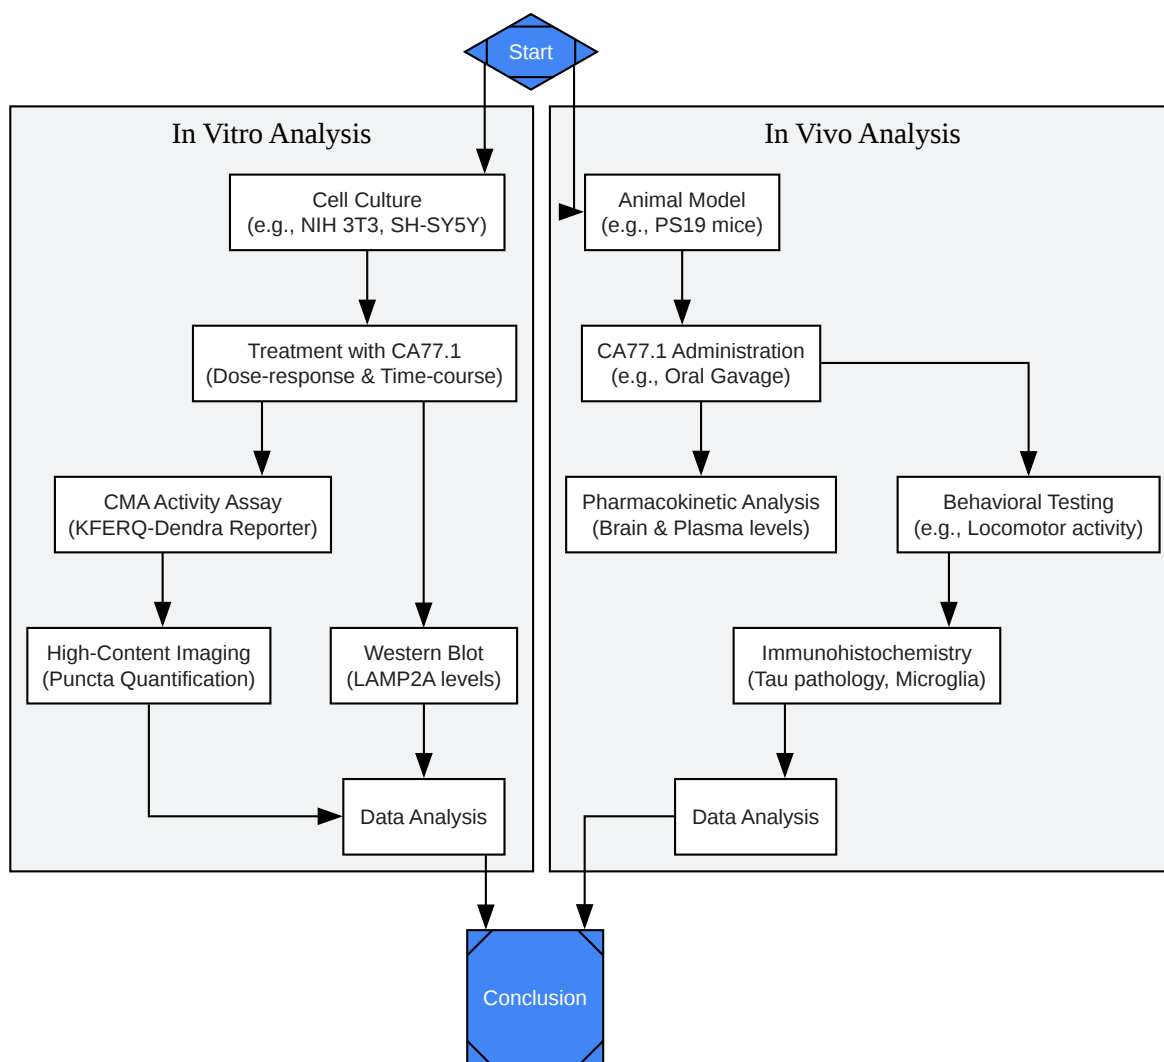 Start
In Vitro Analysis
Cell Culture
(e.g., NIH 3T3, SH-SY5Y)
Treatment with CA77.1
(Dose-response & Time-course)
CMA Activity Assay
(KFERQ-Dendra Reporter)
High-Content Imaging
(Puncta Quantification)
Western Blot
(LAMP2A levels)
Data Analysis
In Vivo Analysis
Animal Model
(e.g., PS19 mice)
CA77.1 Administration
(e.g., Oral Gavage)
Pharmacokinetic Analysis
(Brain & Plasma levels)
Behavioral Testing
(e.g., Locomotor activity)
Immunohistochemistry
(Tau pathology, Microglia)
Data Analysis
Conclusion